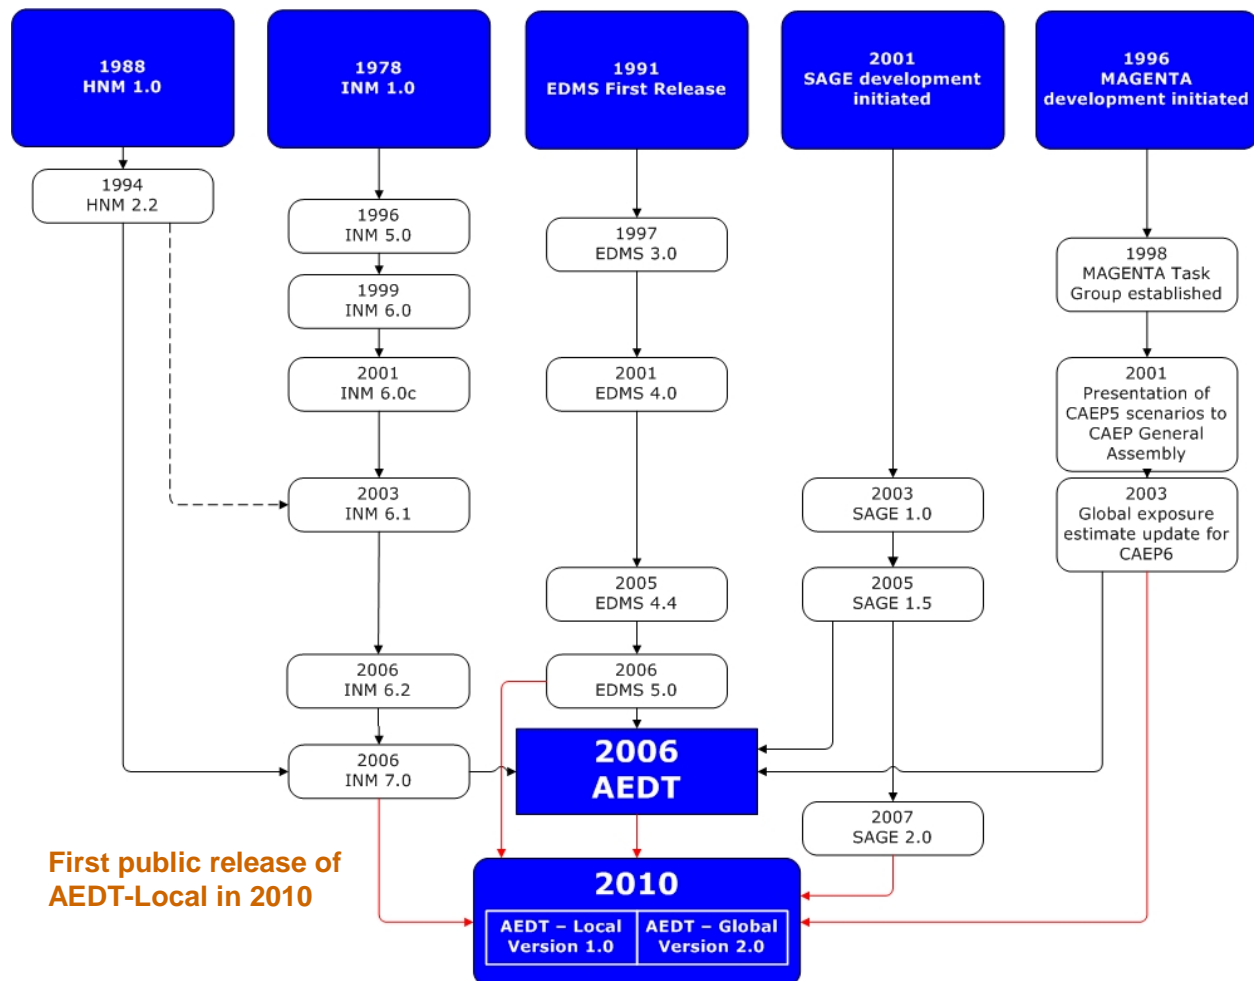 1988
HNM 1.0
1978
INM 1.0
1991
EDMS First Release
2001
SAGE development
initiated
1996
MAGENTA
development initiated
1994
HNM 2.2
1996
INM 5.0
1997
EDMS 3.0
1998
MAGENTA Task
Group established
1999
INM 6.0
2001
INM 6.0c
2001
EDMS 4.0
2001
Presentation of
CAEP5 scenarios to
CAEP General
Assembly
2003
INM 6.1
2003
SAGE 1.0
2003
Global exposure
estimate update for
CAEP6
2005
EDMS 4.4
2005
SAGE 1.5
2006
INM 6.2
2006
EDMS 5.0
2006
INM 7.0
2006
AEDT
2007
SAGE 2.0
First public release of
AEDT-Local in 2010
2010
AEDT – Local
Version 1.0
AEDT – Global
Version 2.0